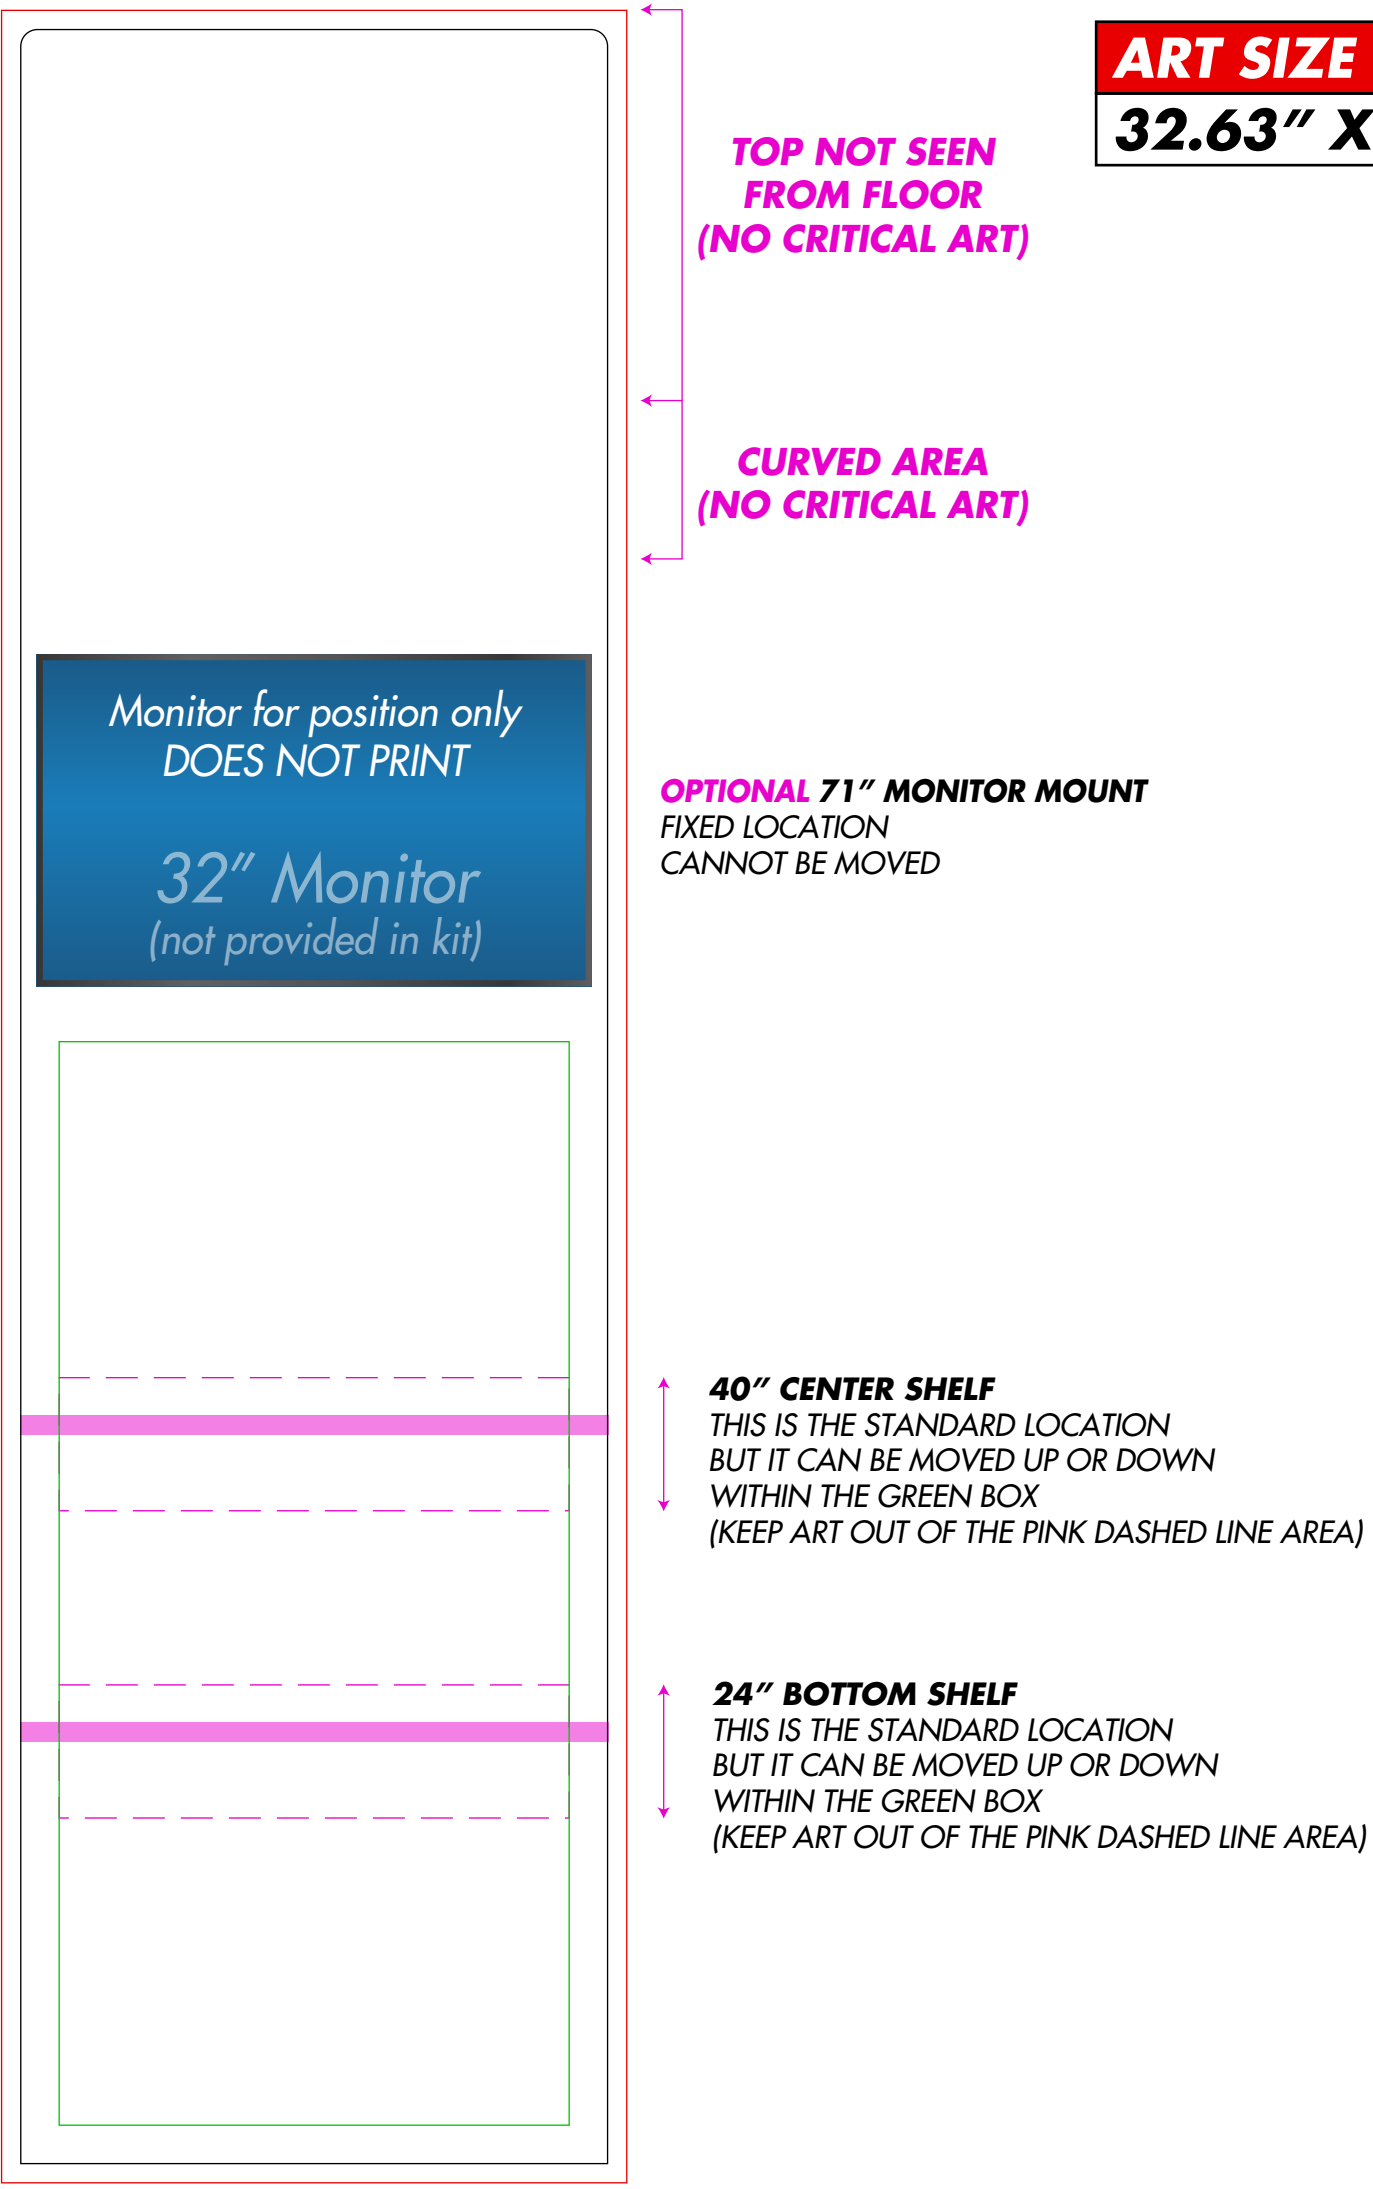 ART SIZE
32.63" X
TOP NOT SEEN
FROM FLOOR
(NO CRITICAL ART)
CURVED AREA
(NO CRITICAL ART)
Monitor for position only
DOES NOT PRINT
32" Monitor
(not provided in kit)
OPTIONAL 71" MONITOR MOUNT
FIXED LOCATION
CANNOT BE MOVED
40" CENTER SHELF
THIS IS THE STANDARD LOCATION
BUT IT CAN BE MOVED UP OR DOWN
WITHIN THE GREEN BOX
(KEEP ART OUT OF THE PINK DASHED LINE AREA)
24" BOTTOM SHELF
THIS IS THE STANDARD LOCATION
BUT IT CAN BE MOVED UP OR DOWN
WITHIN THE GREEN BOX
(KEEP ART OUT OF THE PINK DASHED LINE AREA)